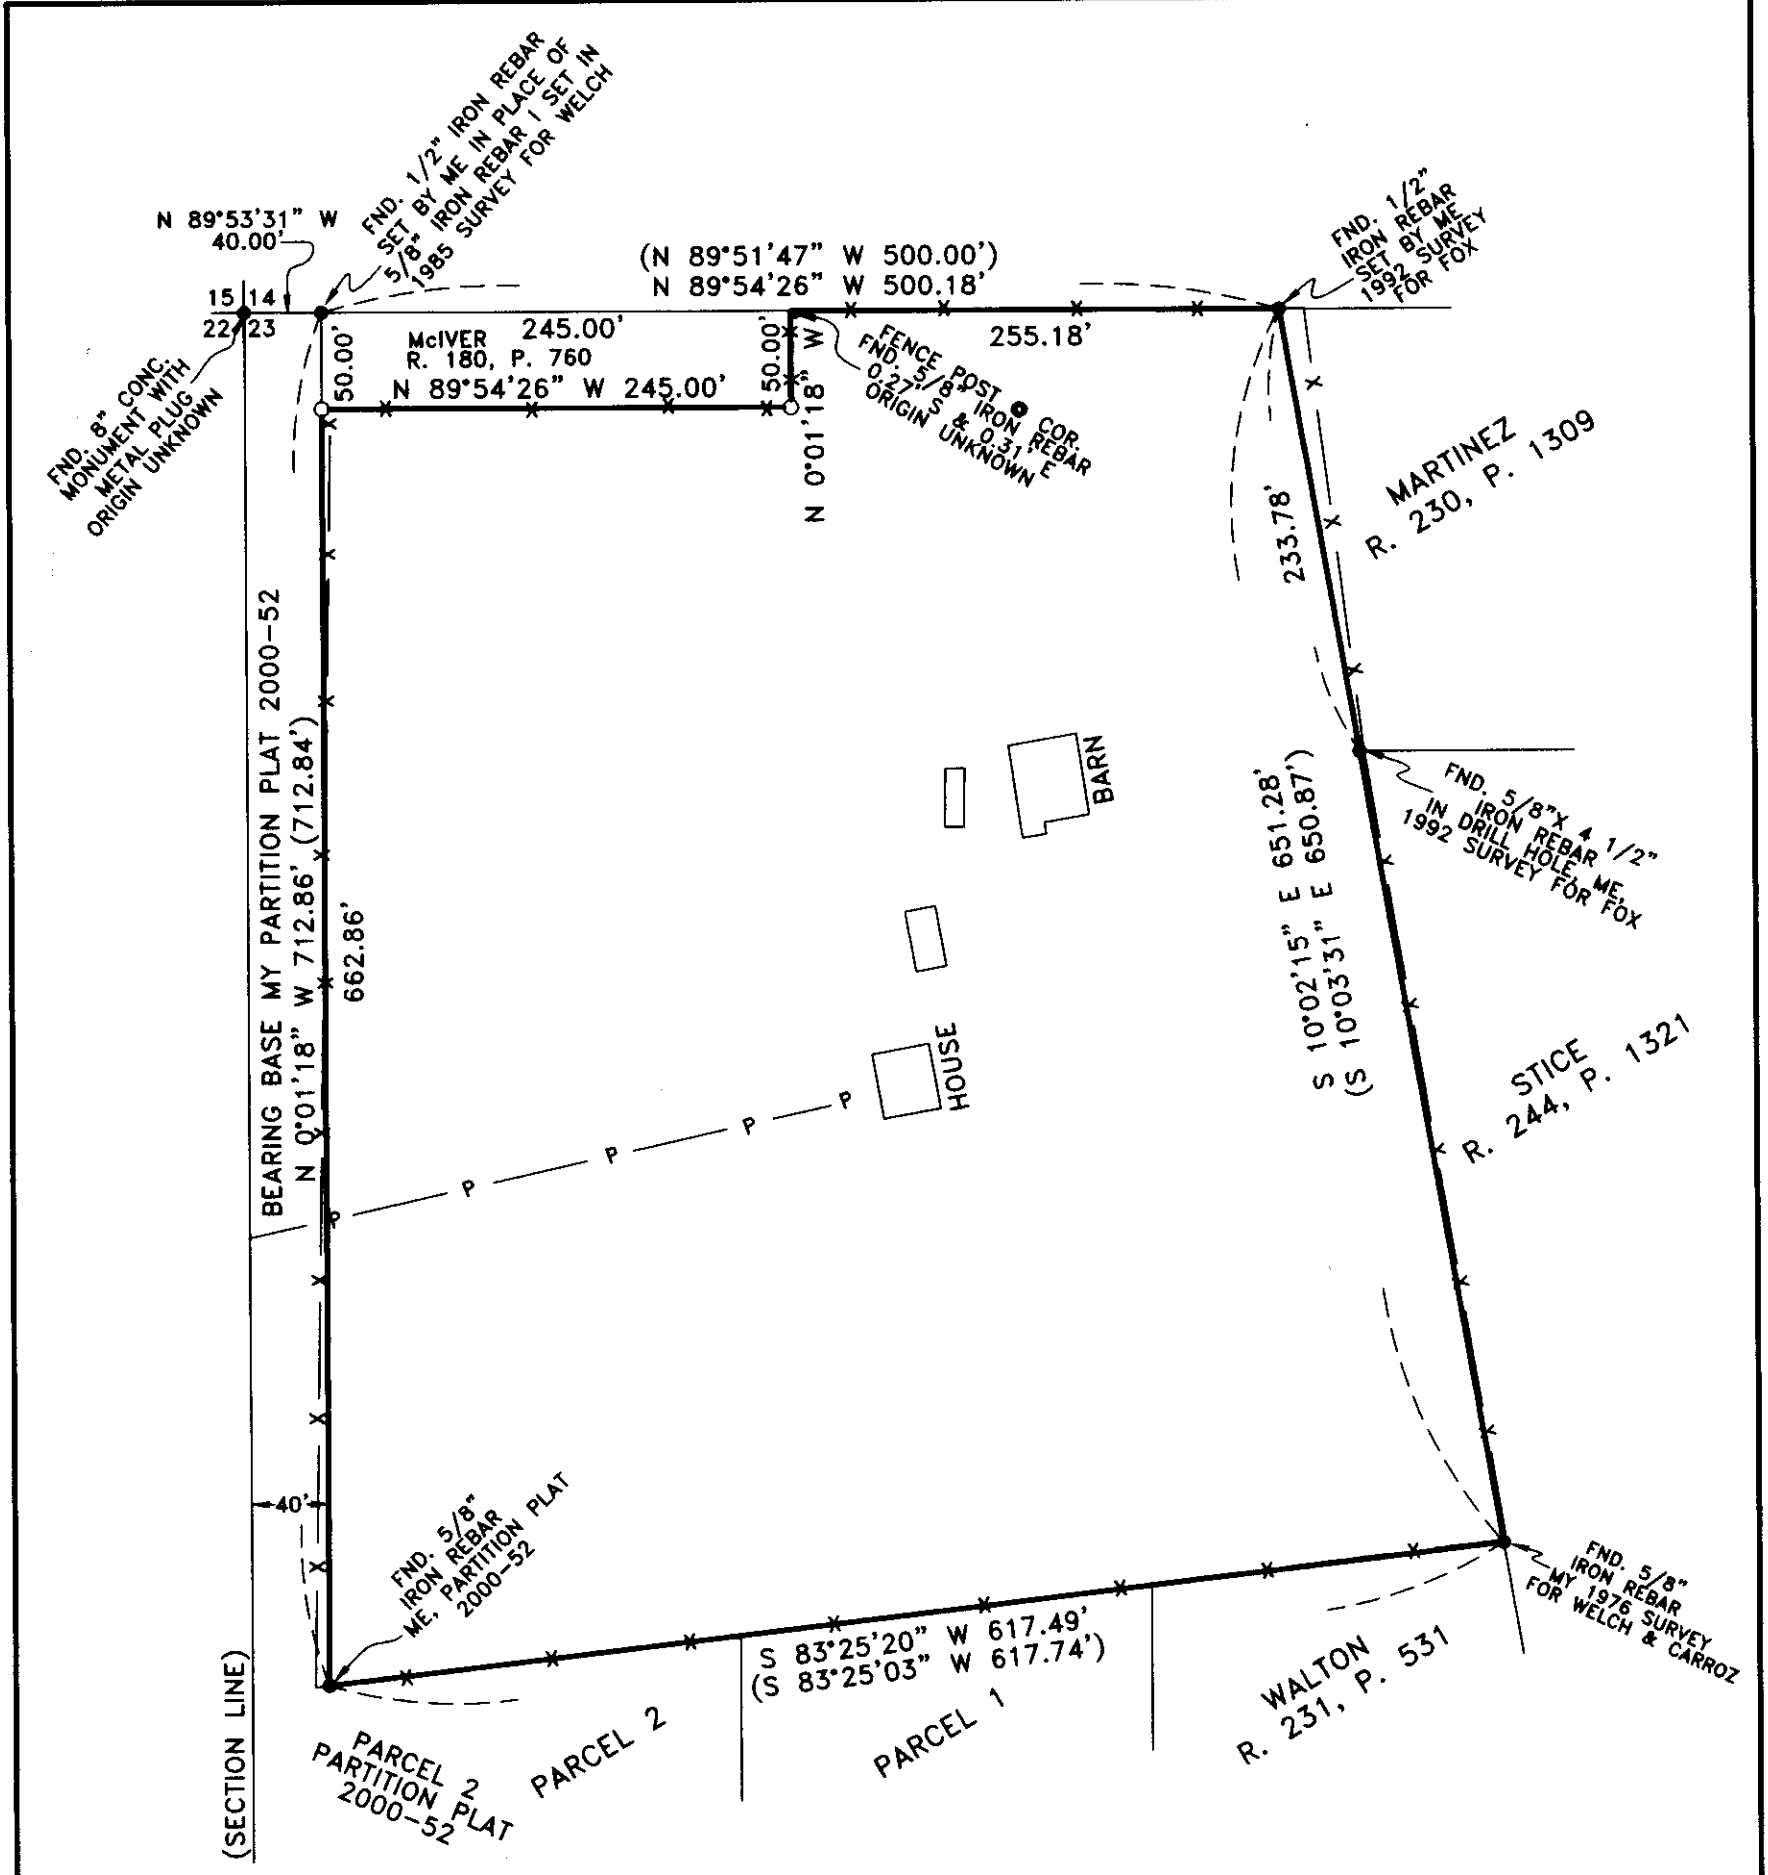 FND. 1/2" IRON REBAR
SET BY ME IN PLACE OF
5/8" IRON REBAR I SET IN
1985 SURVEY FOR WELCH
N 89°53'31" W
40.00'
(N 89°51'47" W 500.00')
N 89°54'26" W 500.18'
FND. 1/2"
IRON REBAR
SET BY ME
1992 SURVEY
FOR FOX
15 14
22 23
McIVER
R. 180, P. 760
245.00'
50.00'
N 89°54'26" W 245.00'
50.00'
N 0°01'18" W
255.18'
FENCE POST @ COR.
FND. 5/8" IRON REBAR
0.27' S & 0.31' E
ORIGIN UNKNOWN
FND. 8" CONC.
MONUMENT WITH
METAL PLUG
ORIGIN UNKNOWN
MARTINEZ
R. 230, P. 1309
233.78'
BEARING BASE MY PARTITION PLAT 2000-52
N 0°01'18" W 712.86' (712.84')
662.86'
BARN
S 10°02'15" E 651.28'
(S 10°03'31" E 650.87')
FND. 5/8"X 4 1/2"
IRON REBAR
IN DRILL HOLE, ME,
1992 SURVEY FOR FOX
HOUSE
P P P P P
STICE
R. 244, P. 1321
40'
FND. 5/8"
IRON REBAR
ME, PARTITION PLAT
2000-52
FND. 5/8"
IRON REBAR
MY 1976 SURVEY
FOR WELCH & CARROZ
S 83°25'20" W 617.49'
(S 83°25'03" W 617.74')
WALTON
R. 231, P. 531
(SECTION LINE)
PARCEL 2
PARTITION PLAT
2000-52
PARCEL 2
PARCEL 1